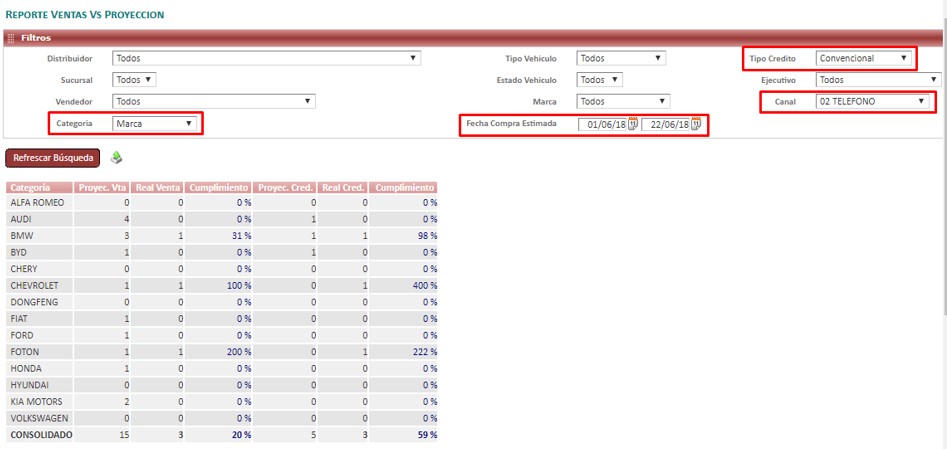 REPORTE VENTAS VS PROYECCION
Filtros
Distribuidor Todos Tipo Vehículo Todos Tipo Credito Convencional
Sucursal Todos Estado Vehículo Todos Ejecutivo Todos
Vendedor Todos Marca Todos Canal 02 TELEFONO
Categoria Marca Fecha Compra Estimada 01/06/18 22/06/18
Refrescar Búsqueda
Categoría Proyec. Vta Real Venta Cumplimiento Proyec. Cred. Real Cred. Cumplimiento
ALFA ROMEO 0 0 0 % 0 0 0 %
AUDI 4 0 0 % 1 0 0 %
BMW 3 1 31 % 1 1 98 %
BYD 1 0 0 % 1 0 0 %
CHERY 0 0 0 % 0 0 0 %
CHEVROLET 1 1 100 % 0 1 400 %
DONGFENG 0 0 0 % 0 0 0 %
FIAT 1 0 0 % 0 0 0 %
FORD 1 0 0 % 0 0 0 %
FOTON 1 1 200 % 0 1 222 %
HONDA 1 0 0 % 0 0 0 %
HYUNDAI 0 0 0 % 0 0 0 %
KIA MOTORS 2 0 0 % 0 0 0 %
VOLKSWAGEN 0 0 0 % 0 0 0 %
CONSOLIDADO 15 3 20 % 5 3 59 %